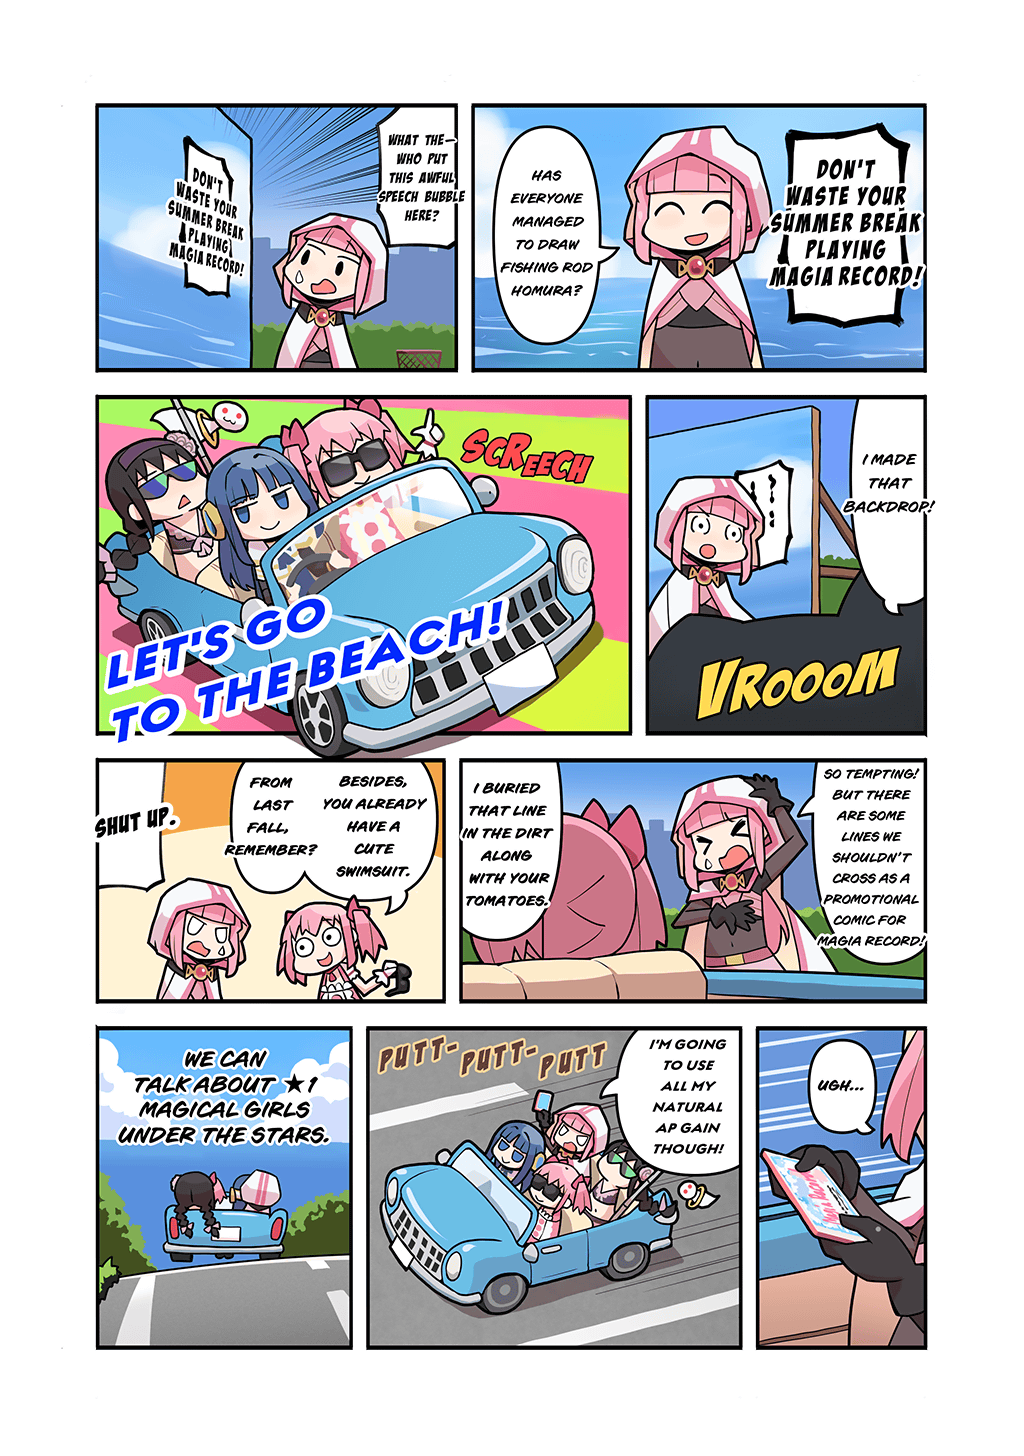 HAS
EVERYONE
MANAGED
TO DRAW
FISHING ROD
HOMURA?
DON'T
WASTE YOUR
SUMMER BREAK
PLAYING
MAGIA RECORD!
WHAT THE—
WHO PUT
THIS AWFUL
SPEECH BUBBLE
HERE?
DON'T
WASTE YOUR
SUMMER BREAK
PLAYING
MAGIA RECORD!
SCREECH
LET'S GO
TO THE BEACH!
I MADE
THAT
BACKDROP!
VROOOM
BESIDES,
YOU ALREADY
HAVE A
CUTE
SWIMSUIT.
FROM
LAST
FALL,
REMEMBER?
SHUT UP.
I BURIED
THAT LINE
IN THE DIRT
ALONG
WITH YOUR
TOMATOES.
SO TEMPTING!
BUT THERE
ARE SOME
LINES WE
SHOULDN'T
CROSS AS A
PROMOTIONAL
COMIC FOR
MAGIA RECORD!
WE CAN
TALK ABOUT ★1
MAGICAL GIRLS
UNDER THE STARS.
PUTT-
PUTT-
PUTT
I'M GOING
TO USE
ALL MY
NATURAL
AP GAIN
THOUGH!
UGH...